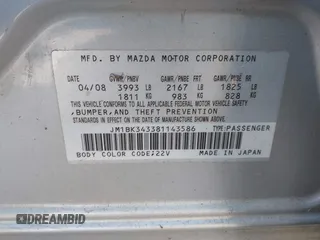 MFD. BY MAZDA MOTOR CORPORATION
GVWR/PNBV GAWR/PNBE FRT GAWR/PNBE RR
04/08 3993 LB 2167 LB 1825 LB
1811 KG 983 KG 828 KG
THIS VEHICLE CONFORMS TO ALL APPLICABLE
FEDERAL MOTOR VEHICLE SAFETY,
BUMPER, AND THEFT PREVENTION
STANDARDS IN EFFECT ON THE DATE OF
MANUFACTURE SHOWN ABOVE.
JM1BK343381143586 TYPE:PASSENGER
BODY COLOR CODE/22V MADE IN JAPAN
DREAMBID